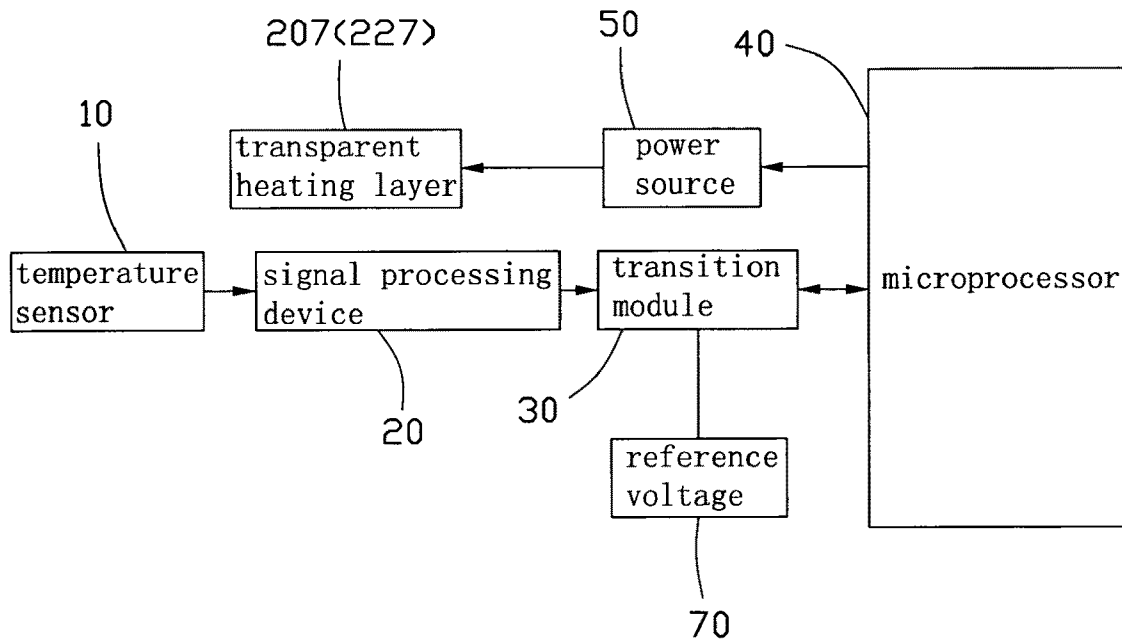 207(227)
50
40
10
transparent
heating layer
power
source
temperature
sensor
signal processing
device
transition
module
microprocessor
20
30
reference
voltage
70